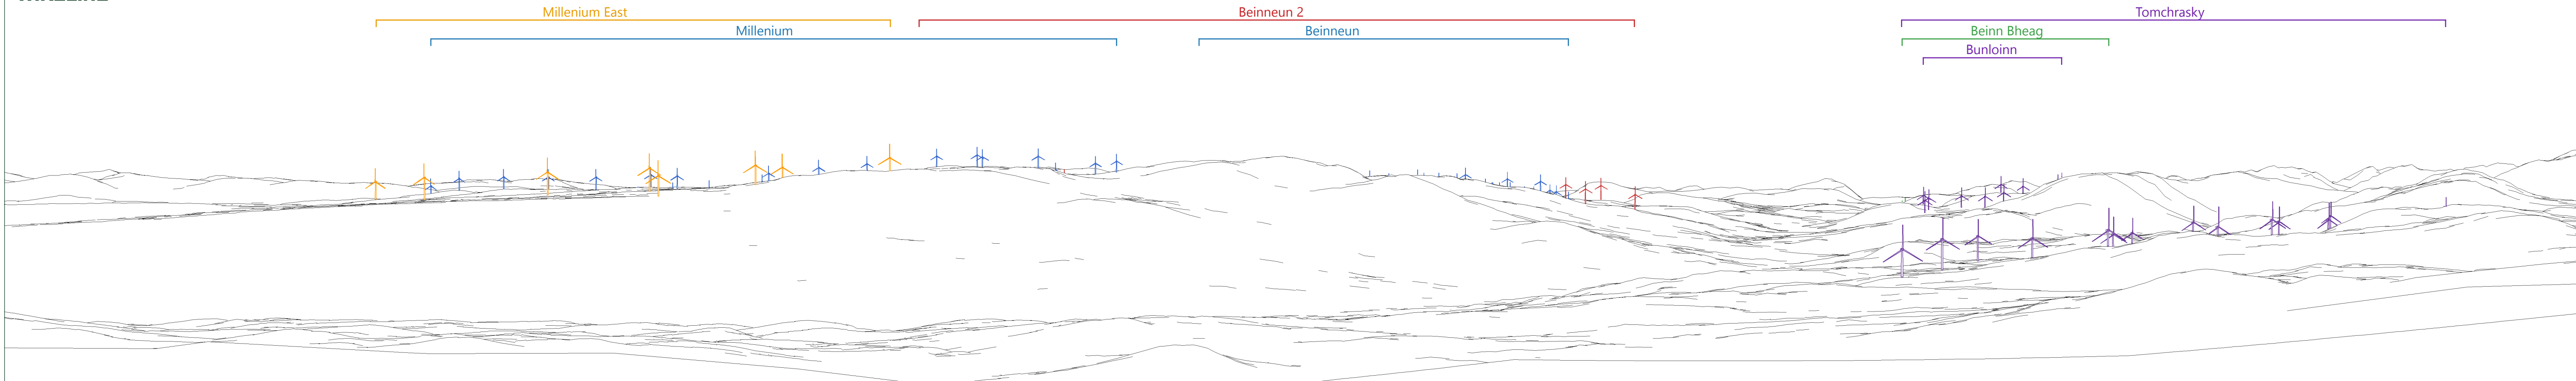 Millenium East
Beinneun 2
Tomchrasky
Millenium
Beinneun
Beinn Bheag
Bunloinn